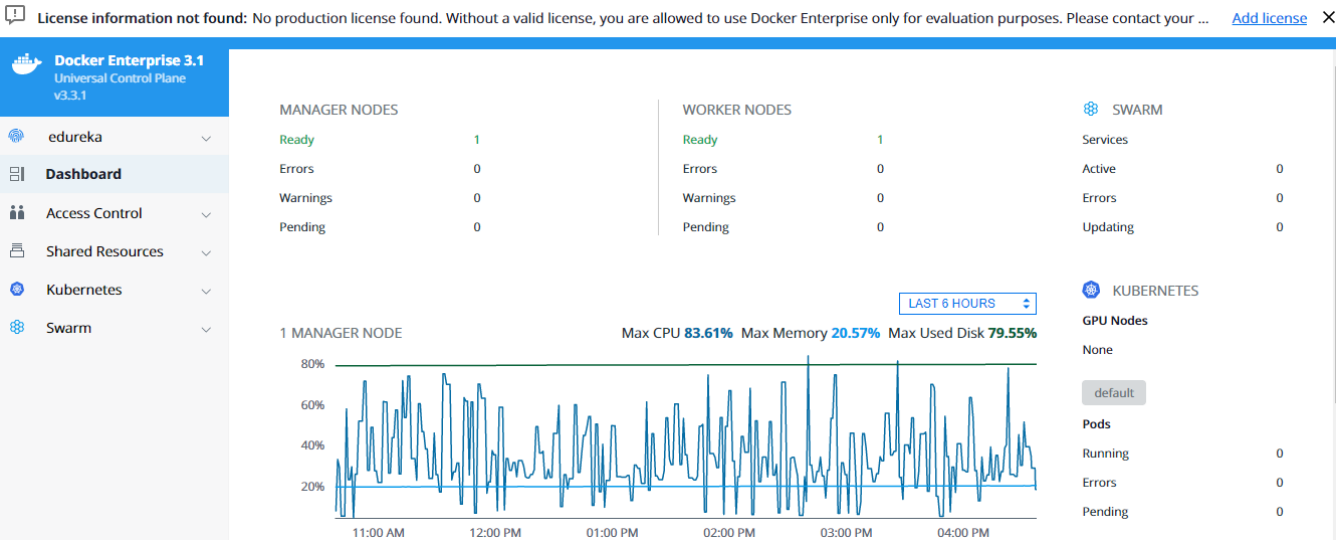 License information not found: No production license found. Without a valid license, you are allowed to use Docker Enterprise only for evaluation purposes. Please contact your ... Add license
Docker Enterprise 3.1
Universal Control Plane
v3.3.1
edureka
Dashboard
Access Control
Shared Resources
Kubernetes
Swarm
MANAGER NODES
Ready 1
Errors 0
Warnings 0
Pending 0
WORKER NODES
Ready 1
Errors 0
Warnings 0
Pending 0
SWARM
Services
Active 0
Errors 0
Updating 0
LAST 6 HOURS
1 MANAGER NODE Max CPU 83.61% Max Memory 20.57% Max Used Disk 79.55%
80%
60%
40%
20%
11:00 AM 12:00 PM 01:00 PM 02:00 PM 03:00 PM 04:00 PM
KUBERNETES
GPU Nodes
None
default
Pods
Running 0
Errors 0
Pending 0